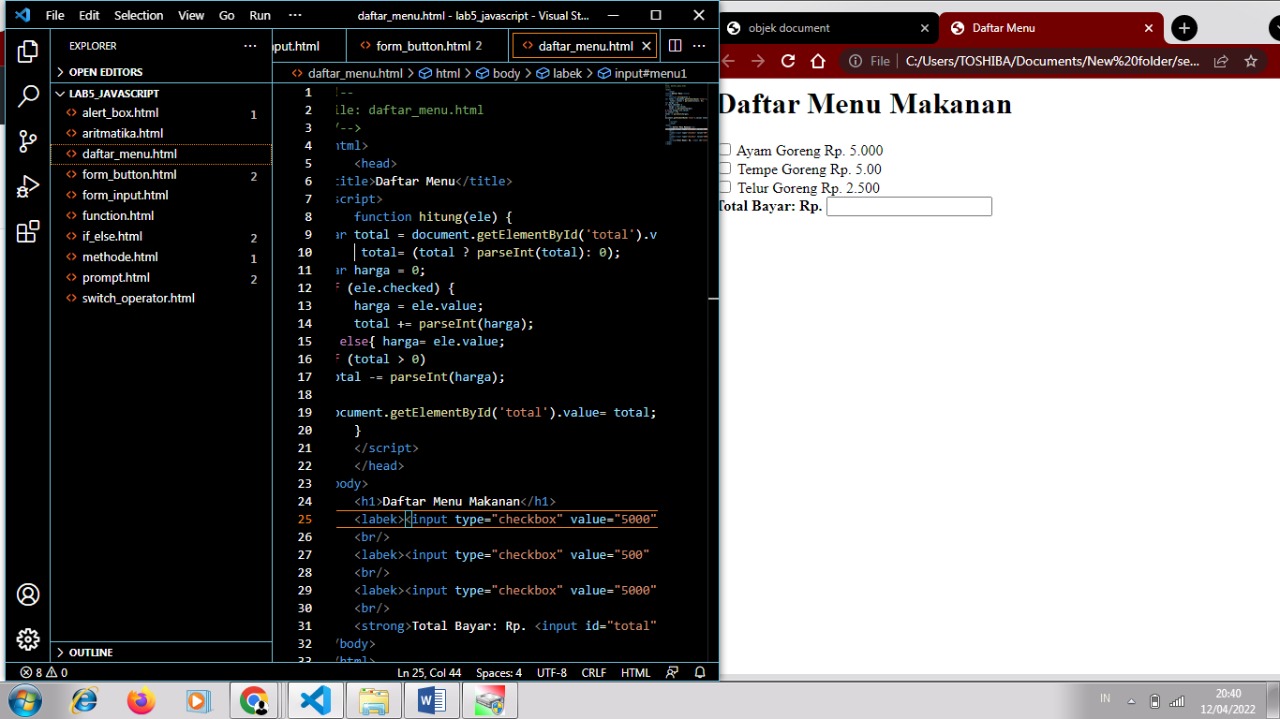 File Edit Selection View Go Run ··· daftar_menu.html - lab5_javascript - Visual St...
EXPLORER ···
OPEN EDITORS
LAB5_JAVASCRIPT
alert_box.html 1
aritmatika.html
daftar_menu.html
form_button.html 2
form_input.html
function.html
if_else.html 2
methode.html 1
prompt.html 2
switch_operator.html
OUTLINE
nput.html form_button.html 2 daftar_menu.html ···
daftar_menu.html > html > body > labek > input#menu1
1 --
2 ile: daftar_menu.html
3 /-->
4 html>
5 <head>
6 title>Daftar Menu</title>
7 script>
8 function hitung(ele) {
9 ar total = document.getElementById('total').v
10 total= (total ? parseInt(total): 0);
11 ar harga = 0;
12 f (ele.checked) {
13 harga = ele.value;
14 total += parseInt(harga);
15 else{ harga= ele.value;
16 f (total > 0)
17 otal -= parseInt(harga);
18
19 ocument.getElementById('total').value= total;
20 }
21 </script>
22 </head>
23 body>
24 <h1>Daftar Menu Makanan</h1>
25 <labek><input type="checkbox" value="5000"
26 <br/>
27 <labek><input type="checkbox" value="500"
28 <br/>
29 <labek><input type="checkbox" value="5000"
30 <br/>
31 <strong>Total Bayar: Rp. <input id="total"
32 /body>
33 /html>
8 0 Ln 25, Col 44 Spaces: 4 UTF-8 CRLF HTML
objek document Daftar Menu
File C:/Users/TOSHIBA/Documents/New%20folder/se...
Daftar Menu Makanan
Ayam Goreng Rp. 5.000
Tempe Goreng Rp. 5.00
Telur Goreng Rp. 2.500
Total Bayar: Rp.
IN 20:40
12/04/2022